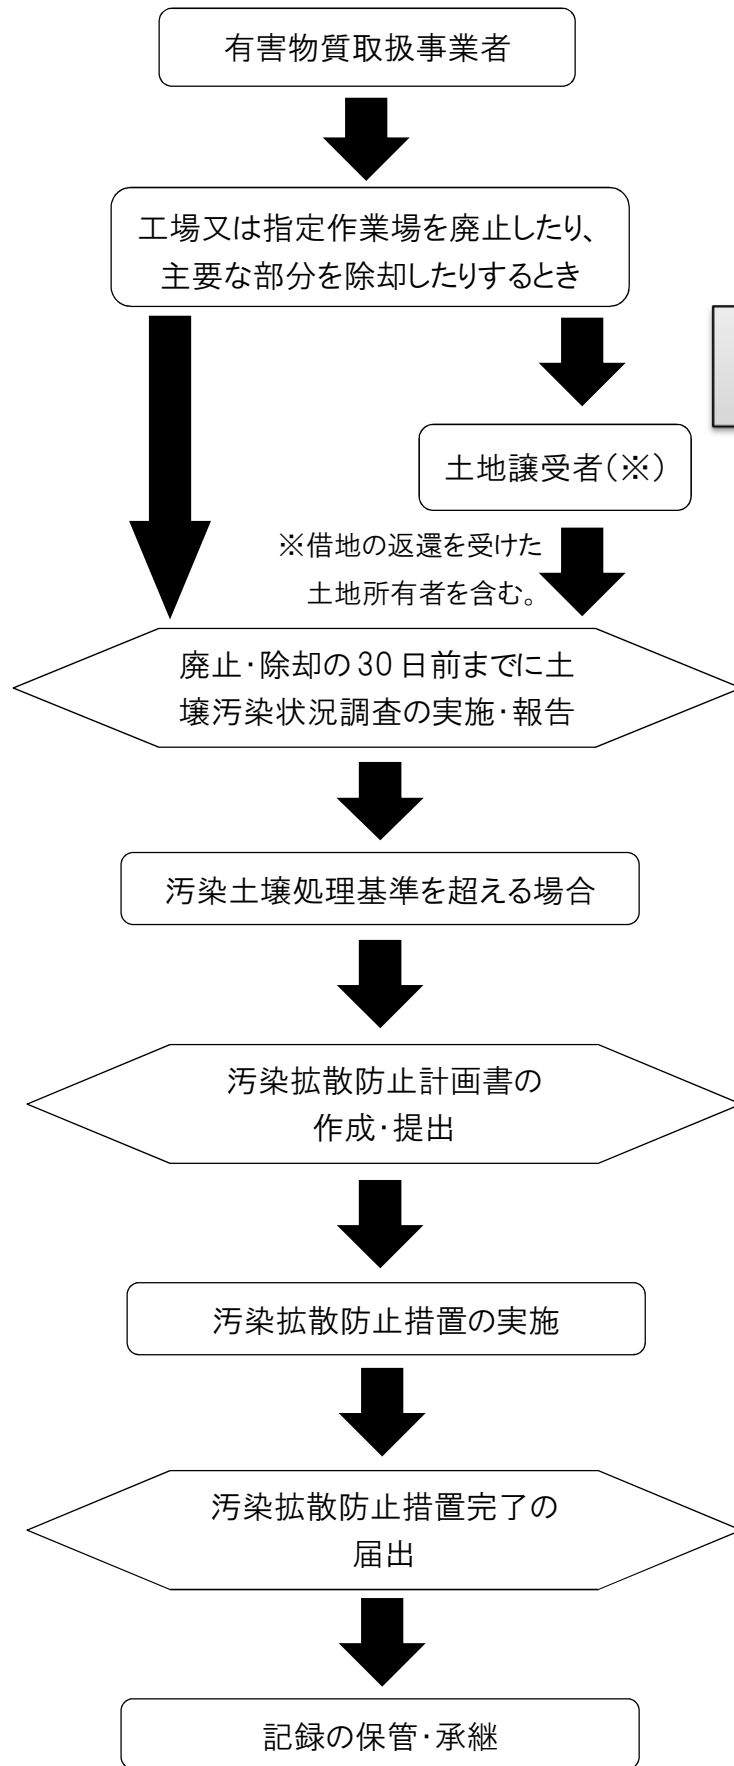 有害物質取扱事業者
工場又は指定作業場を廃止したり、
主要な部分を除却したりするとき
土地譲受者(※)
※借地の返還を受けた
土地所有者を含む。
廃止・除却の30日前までに土
壌汚染状況調査の実施・報告
汚染土壌処理基準を超える場合
汚染拡散防止計画書の
作成・提出
汚染拡散防止措置の実施
汚染拡散防止措置完了の
届出
記録の保管・承継